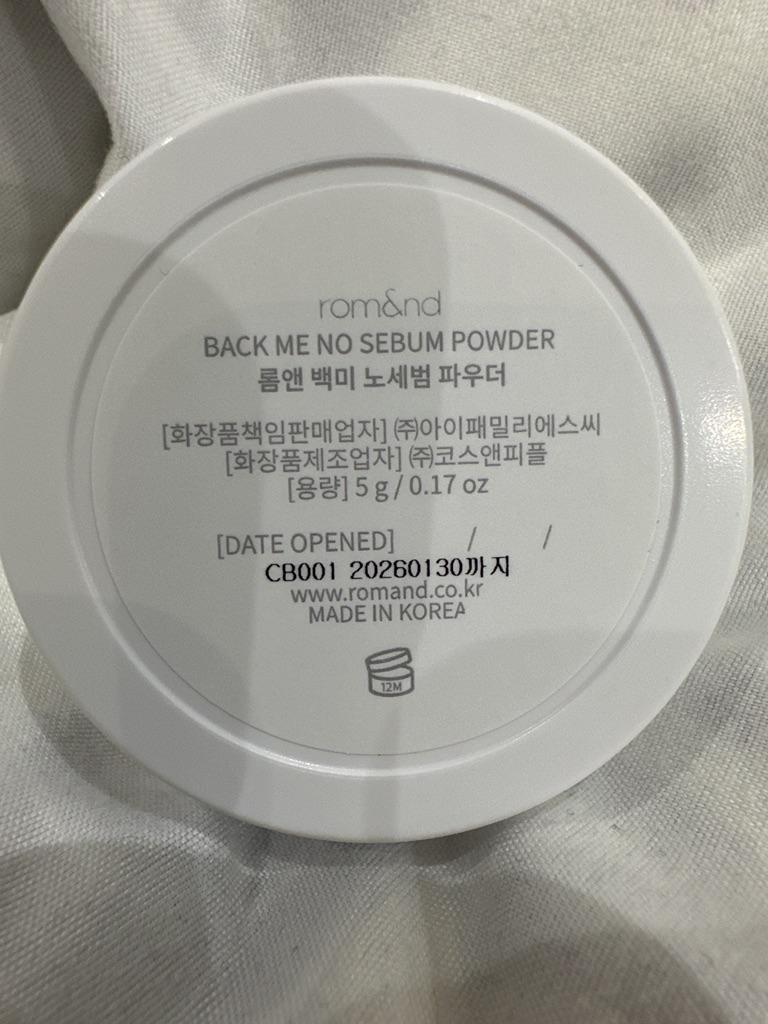 rom&nd
BACK ME NO SEBUM POWDER
롬앤 백미 노세범 파우더
[화장품책임판매업자] ㈜아이패밀리에스씨
[화장품제조업자] ㈜코스앤피플
[용량] 5 g / 0.17 oz
[DATE OPENED] / /
CB001 20260130까지
www.romand.co.kr
MADE IN KOREA
12M